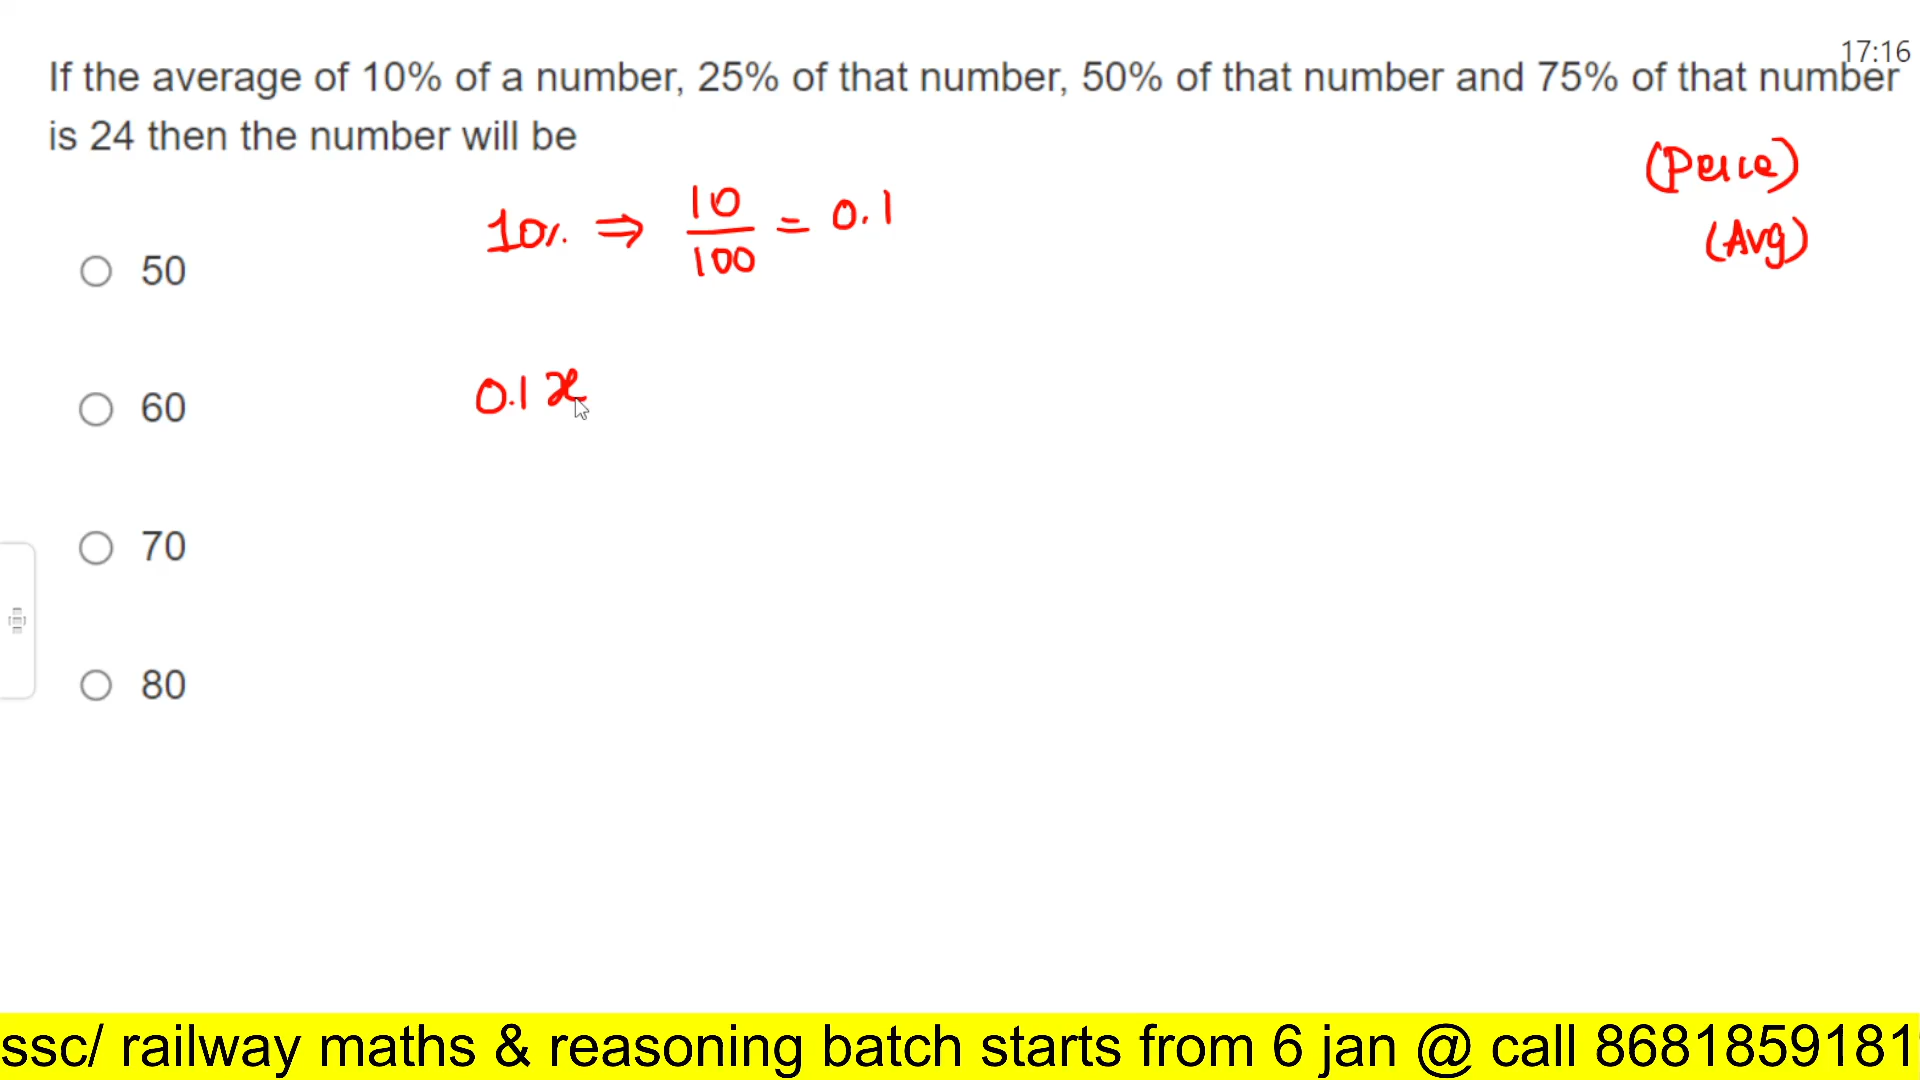 17:16
If the average of 10% of a number, 25% of that number, 50% of that number and 75% of that number
is 24 then the number will be
(Perce)
(Avg)
10% ⇒ 10/100 = 0.1
50
0.1 x
60
70
80
ssc/ railway maths & reasoning batch starts from 6 jan @ call 868185918